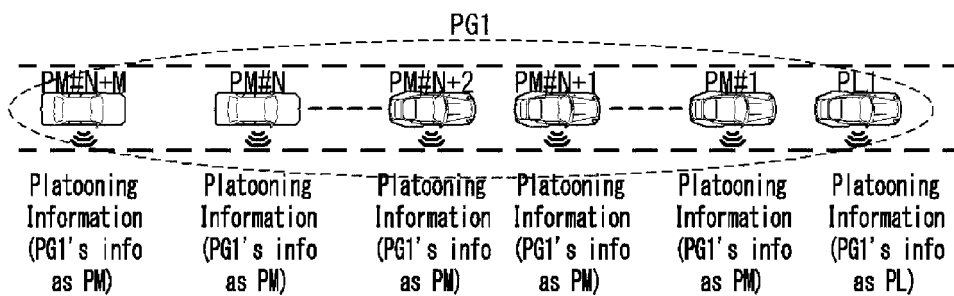 PG1
PM#N+M PM#N PM#N+2 PM#N+1 PM#1 PL1
Platooning Information (PG1's info as PM)
Platooning Information (PG1's info as PM)
Platooning Information (PG1's info as PM)
Platooning Information (PG1's info as PM)
Platooning Information (PG1's info as PM)
Platooning Information (PG1's info as PL)